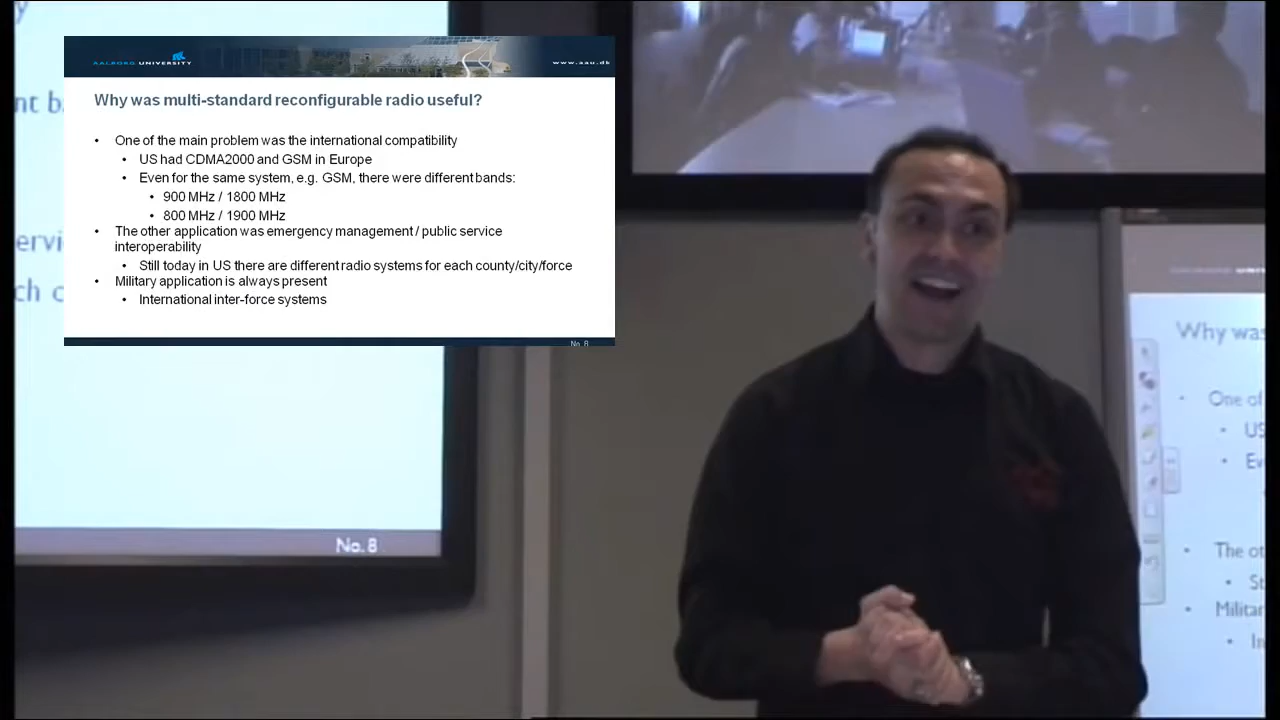 AALBORG UNIVERSITY
www.aau.dk
Why was multi-standard reconfigurable radio useful?
• One of the main problem was the international compatibility
• US had CDMA2000 and GSM in Europe
• Even for the same system, e.g. GSM, there were different bands:
• 900 MHz / 1800 MHz
• 800 MHz / 1900 MHz
• The other application was emergency management / public service
interoperability
• Still today in US there are different radio systems for each county/city/force
• Military application is always present
• International inter-force systems
No. 8
y
nt b
ervi
ch c
No. 8
Why was
• One of
• US
• Ev
• The ot
• St
• Militar
• In